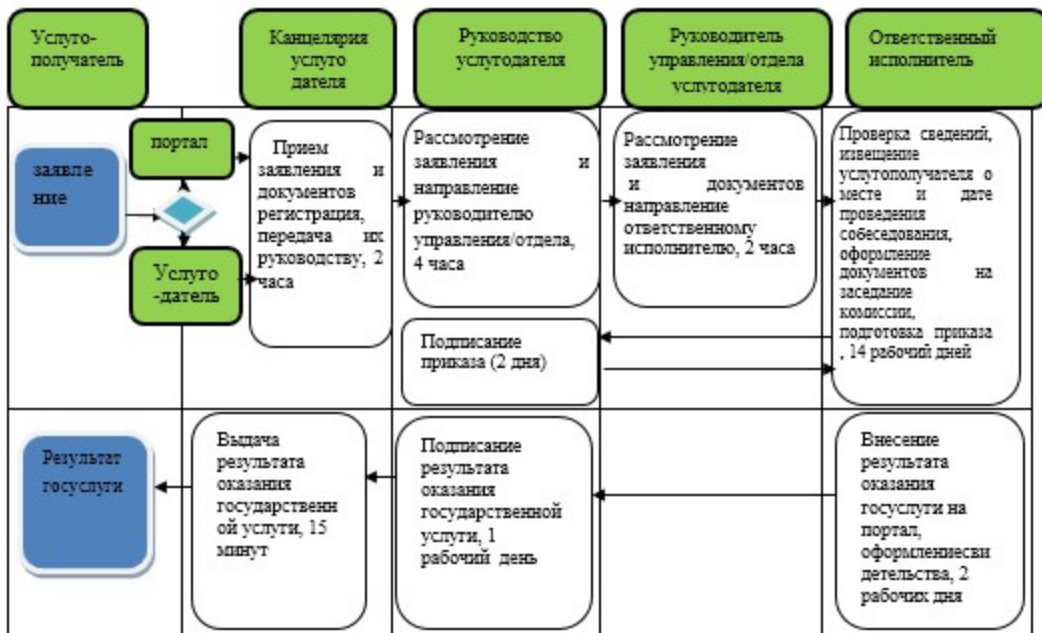 Услуго-
получатель
Канцелярия
услуго
дателя
Руководство
услугодателя
Руководитель
управления/отдела
услугодателя
Ответственный
исполнитель
заявле
ние
портал
Услуго
-датель
Прием
заявления и
документов
регистрация,
передача их
руководству, 2
часа
Рассмотрение
заявления и
направление
руководителю
управления/отдела,
4 часа
Рассмотрение
заявления
и документов
направление
ответственному
исполнителю, 2 часа
Проверка сведений,
извещение
услугополучателя о
месте и дате
проведения
собеседования,
оформление
документов на
заседание
комиссии,
подготовка приказа
, 14 рабочий дней
Подписание
приказа (2 дня)
Результат
госуслуги
Выдача
результата
оказания
государственн
ой услуги, 15
минут
Подписание
результата
оказания
государственной
услуги, 1
рабочий день
Внесение
результата
оказания
госуслуги на
портал,
оформлениесви
детельства, 2
рабочих дня